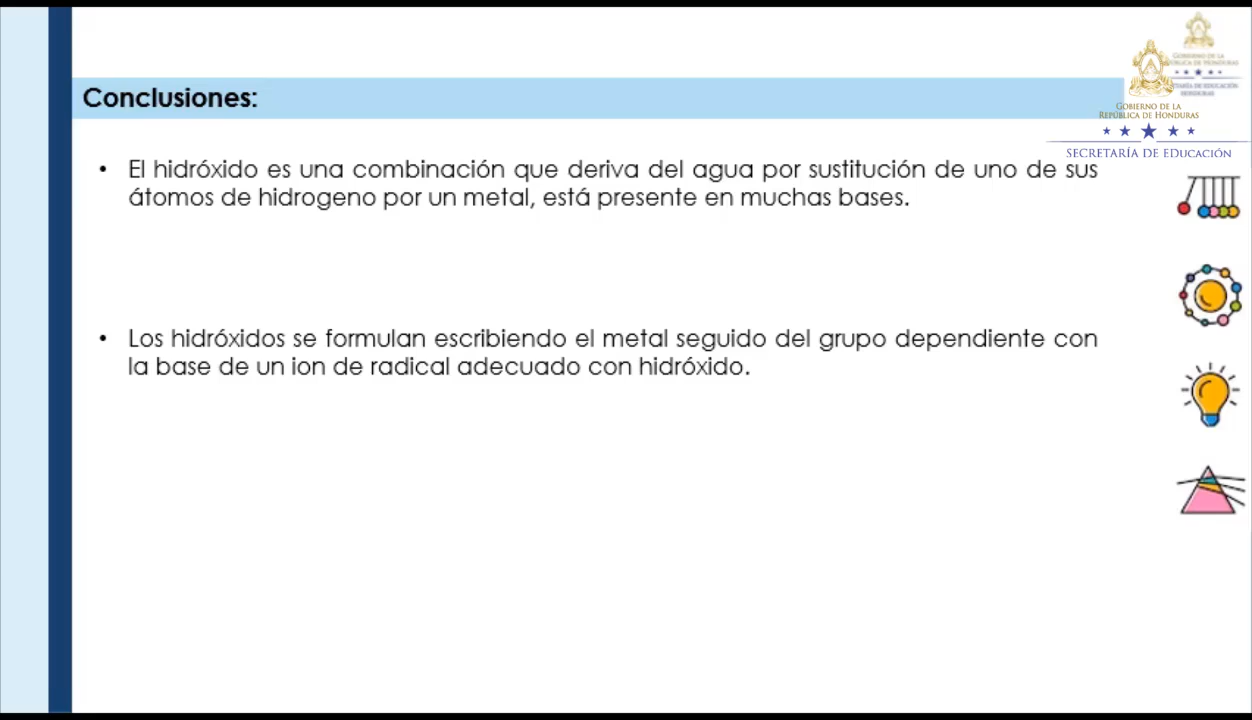 Conclusiones:
GOBIERNO DE LA
REPÚBLICA DE HONDURAS
SECRETARÍA DE EDUCACIÓN
• El hidróxido es una combinación que deriva del agua por sustitución de uno de sus
átomos de hidrogeno por un metal, está presente en muchas bases.
• Los hidróxidos se formulan escribiendo el metal seguido del grupo dependiente con
la base de un ion de radical adecuado con hidróxido.